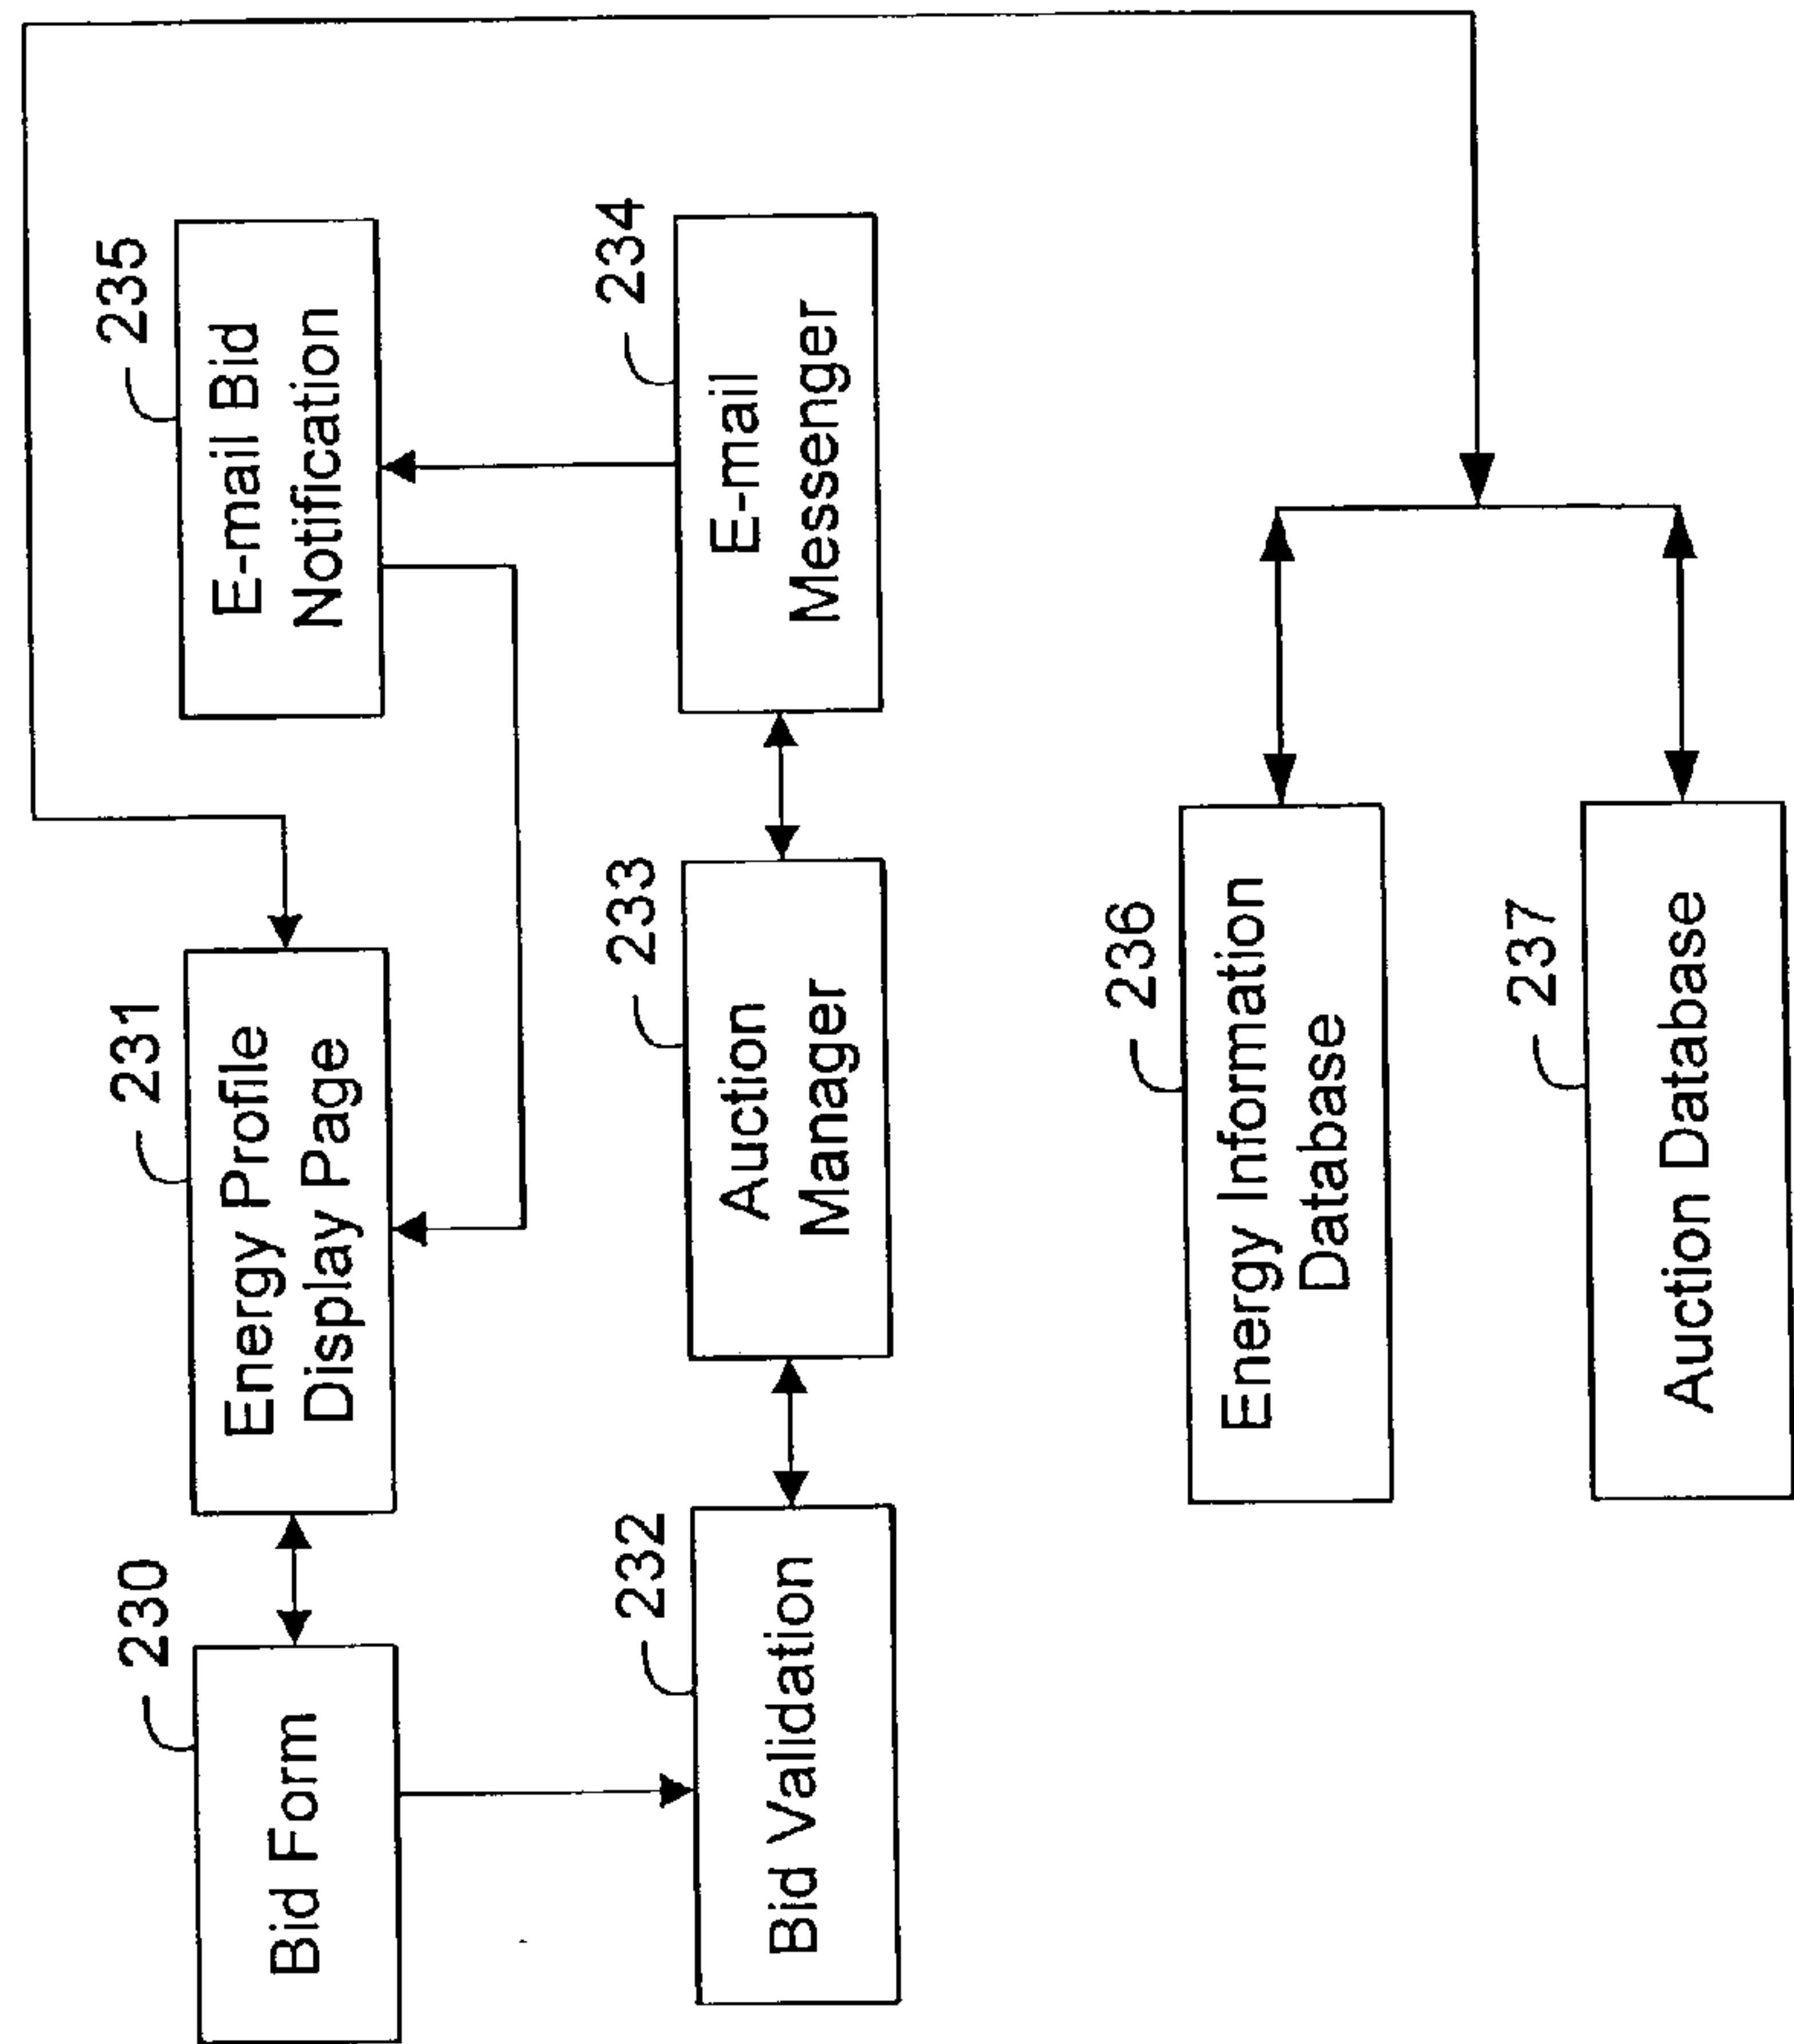 230
Bid Form
231
Energy Profile
Display Page
235
E-mail Bid
Notification
232
Bid Validation
233
Auction
Manager
234
E-mail
Messenger
236
Energy Information
Database
237
Auction Database